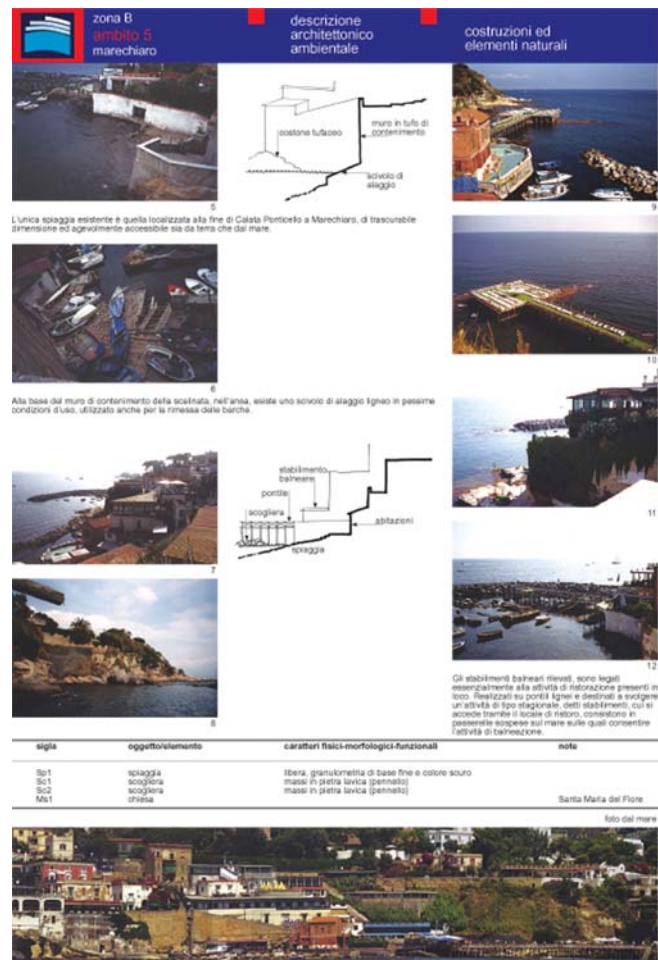 zona B
ambito 5
marechiaro
descrizione
architettonico
ambientale
costruzioni ed
elementi naturali
costone tufaceo
muro in tufo di
contenimento
scivolo di
alaggio
5
9
L'unica spiaggia esistente è quella localizzata alla fine di Calata Ponticello a Marechiaro, di trascurabile
dimensione ed agevolmente accessibile sia da terra che dal mare.
6
10
Alla base del muro di contenimento della scalinata, nell'ansa, esiste uno scivolo di alaggio ligneo in pessime
condizioni d'uso, utilizzato anche per la rimessa delle barche.
stabilimento
balneare
pontile
scogliera
abitazioni
spiaggia
7
11
8
12
Gli stabilimenti balneari rilevati, sono legati
essenzialmente alla attività di ristorazione presenti in
loco. Realizzati su pontili lignei e destinati a svolgere
un'attività di tipo stagionale, detti stabilimenti, cui si
accede tramite il locale di ristoro, consistono in
passerelle sospese sul mare sulle quali consentire
l'attività di balneazione.
sigla oggetto/elemento caratteri fisici-morfologici-funzionali note
Sp1 spiaggia libera, granulometria di base fine e colore scuro
Sc1 scogliera massi in pietra lavica (pennello)
Sc2 scogliera massi in pietra lavica (pennello)
Ms1 chiesa Santa Maria del Fiore
foto dal mare